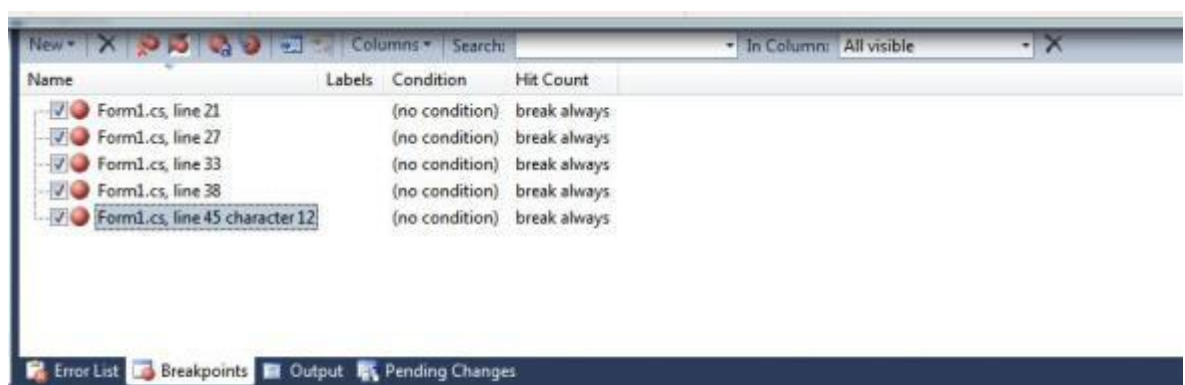 New Columns Search: In Column: All visible
Name Labels Condition Hit Count
Form1.cs, line 21 (no condition) break always
Form1.cs, line 27 (no condition) break always
Form1.cs, line 33 (no condition) break always
Form1.cs, line 38 (no condition) break always
Form1.cs, line 45 character 12 (no condition) break always
Error List Breakpoints Output Pending Changes